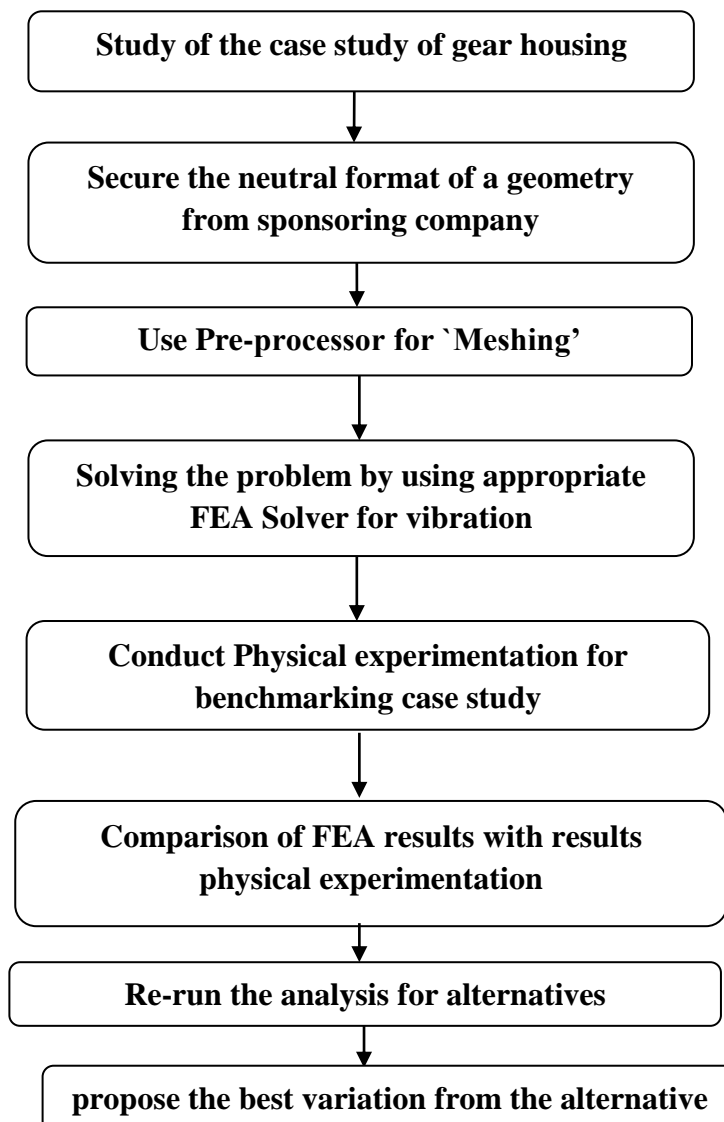 Study of the case study of gear housing
Secure the neutral format of a geometry
from sponsoring company
Use Pre-processor for `Meshing’
Solving the problem by using appropriate
FEA Solver for vibration
Conduct Physical experimentation for
benchmarking case study
Comparison of FEA results with results
physical experimentation
Re-run the analysis for alternatives
propose the best variation from the alternative